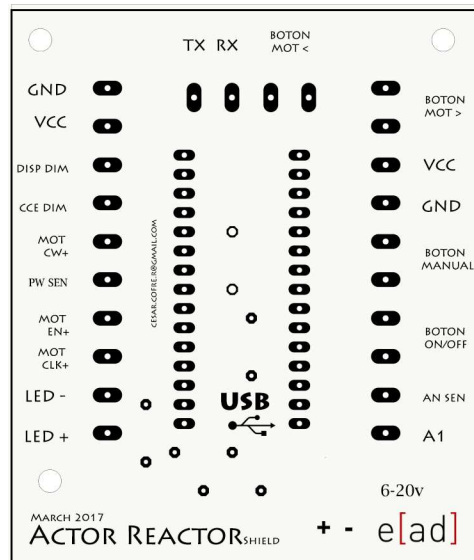 TX RX BOTON
MOT <
GND
VCC
DISP DIM
CCE DIM
MOT
CW+
PW SEN
MOT
EN+
MOT
CLK+
LED -
LED +
CESAR.COFRE.R@GMAIL.COM
USB
BOTON
MOT >
VCC
GND
BOTON
MANUAL
BOTON
ON/OFF
AN SEN
A1
6-20v
MARCH 2017
ACTOR REACTOR SHIELD
+ - e[ad]